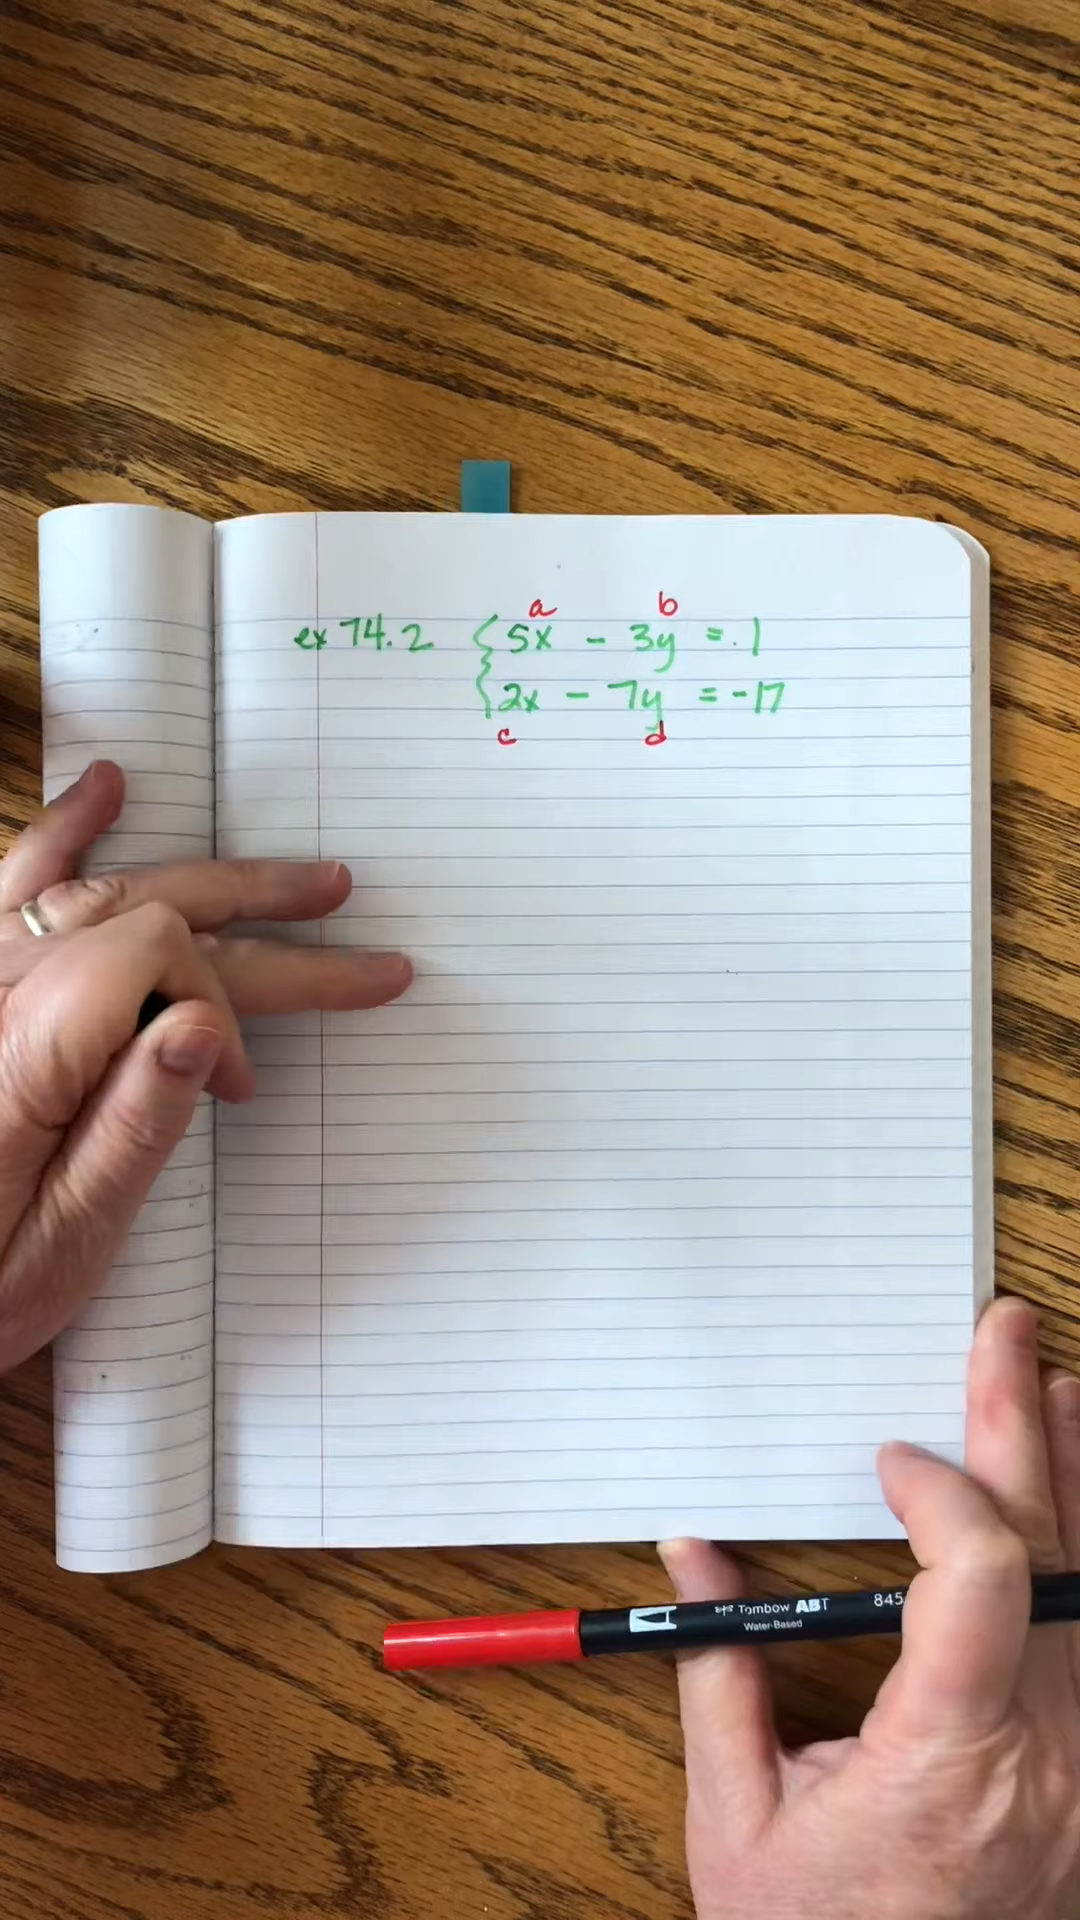 a b
ex 74.2 { 5x - 3y = 1
2x - 7y = -17
c d
Tombow ABT 845
Water-Based